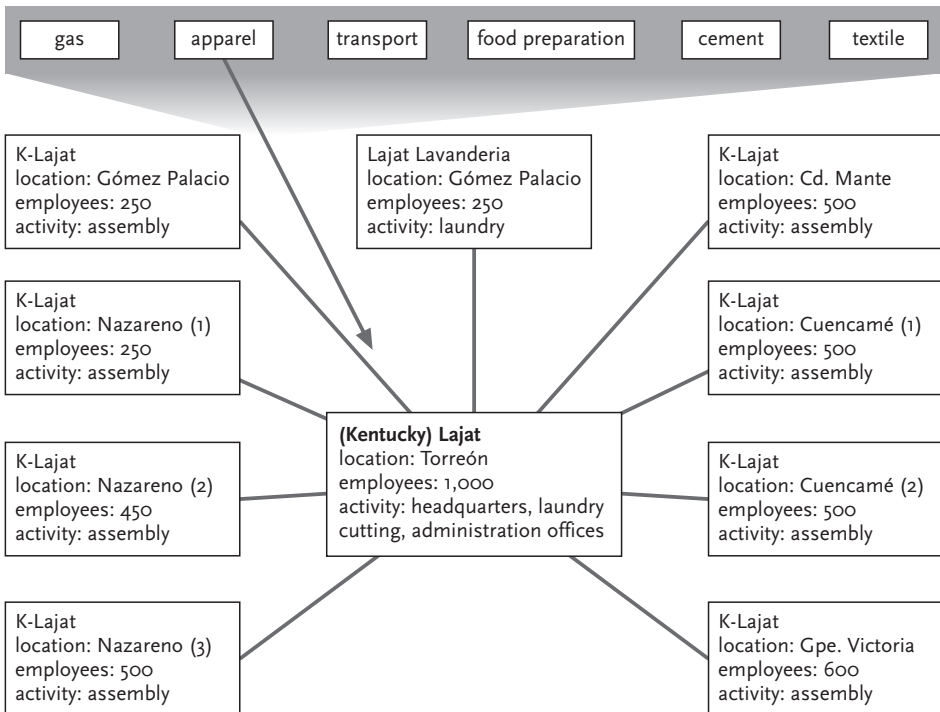 gas
apparel
transport
food preparation
cement
textile
K-Lajat
location: Gómez Palacio
employees: 250
activity: assembly
Lajat Lavanderia
location: Gómez Palacio
employees: 250
activity: laundry
K-Lajat
location: Cd. Mante
employees: 500
activity: assembly
K-Lajat
location: Nazareno (1)
employees: 250
activity: assembly
K-Lajat
location: Cuencamé (1)
employees: 500
activity: assembly
(Kentucky) Lajat
location: Torreón
employees: 1,000
activity: headquarters, laundry
cutting, administration offices
K-Lajat
location: Nazareno (2)
employees: 450
activity: assembly
K-Lajat
location: Cuencamé (2)
employees: 500
activity: assembly
K-Lajat
location: Nazareno (3)
employees: 500
activity: assembly
K-Lajat
location: Gpe. Victoria
employees: 600
activity: assembly